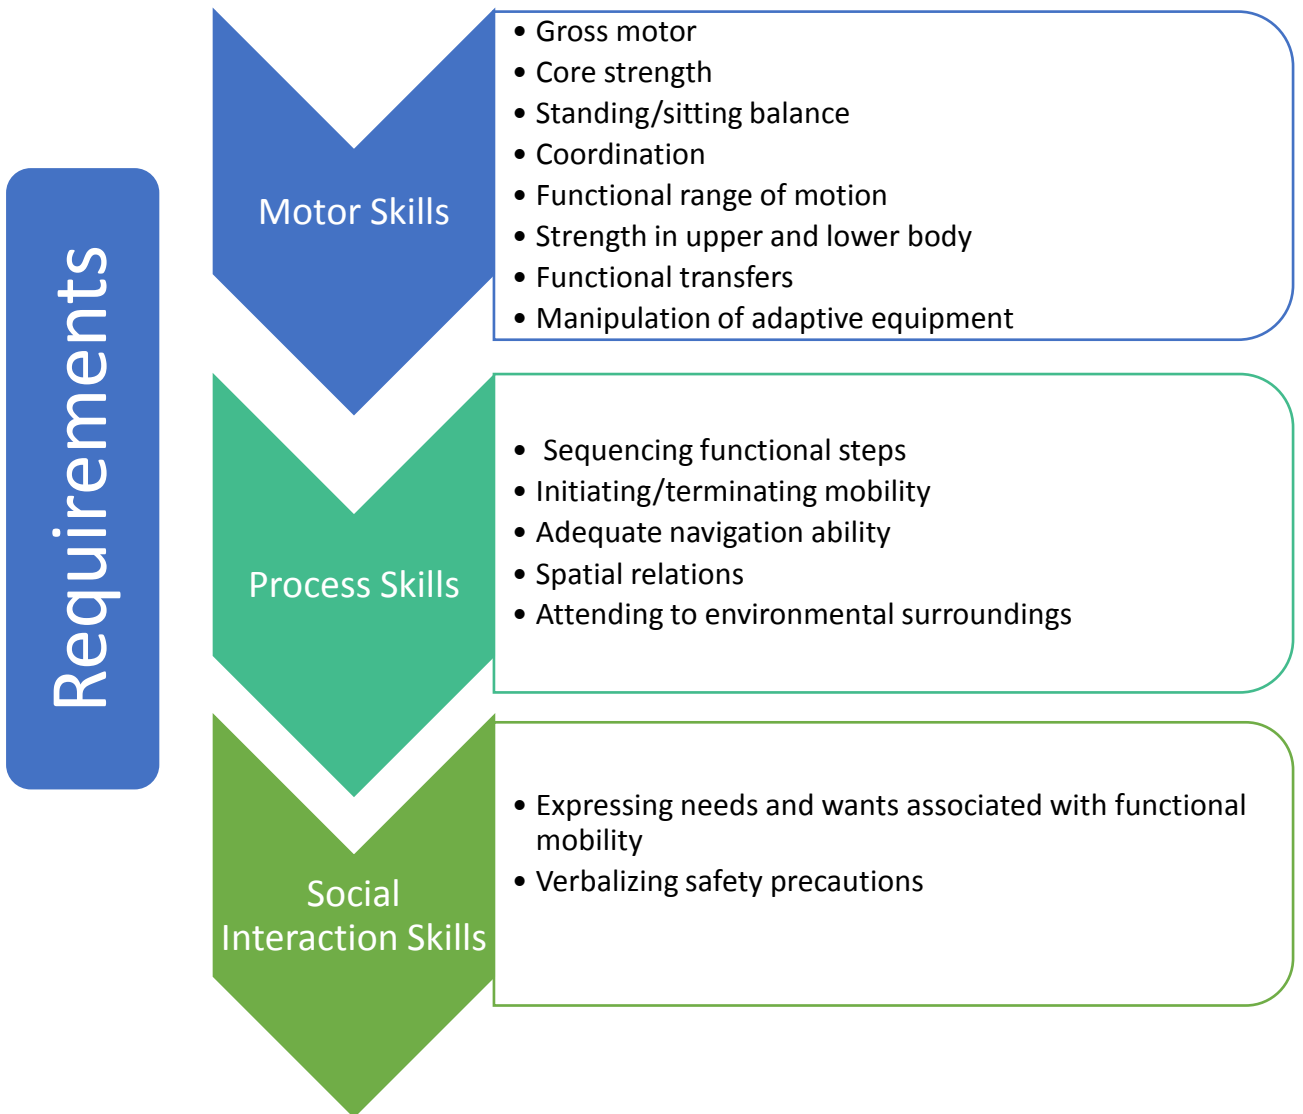 Requirements
Motor Skills
• Gross motor
• Core strength
• Standing/sitting balance
• Coordination
• Functional range of motion
• Strength in upper and lower body
• Functional transfers
• Manipulation of adaptive equipment
Process Skills
• Sequencing functional steps
• Initiating/terminating mobility
• Adequate navigation ability
• Spatial relations
• Attending to environmental surroundings
Social
Interaction Skills
• Expressing needs and wants associated with functional
mobility
• Verbalizing safety precautions